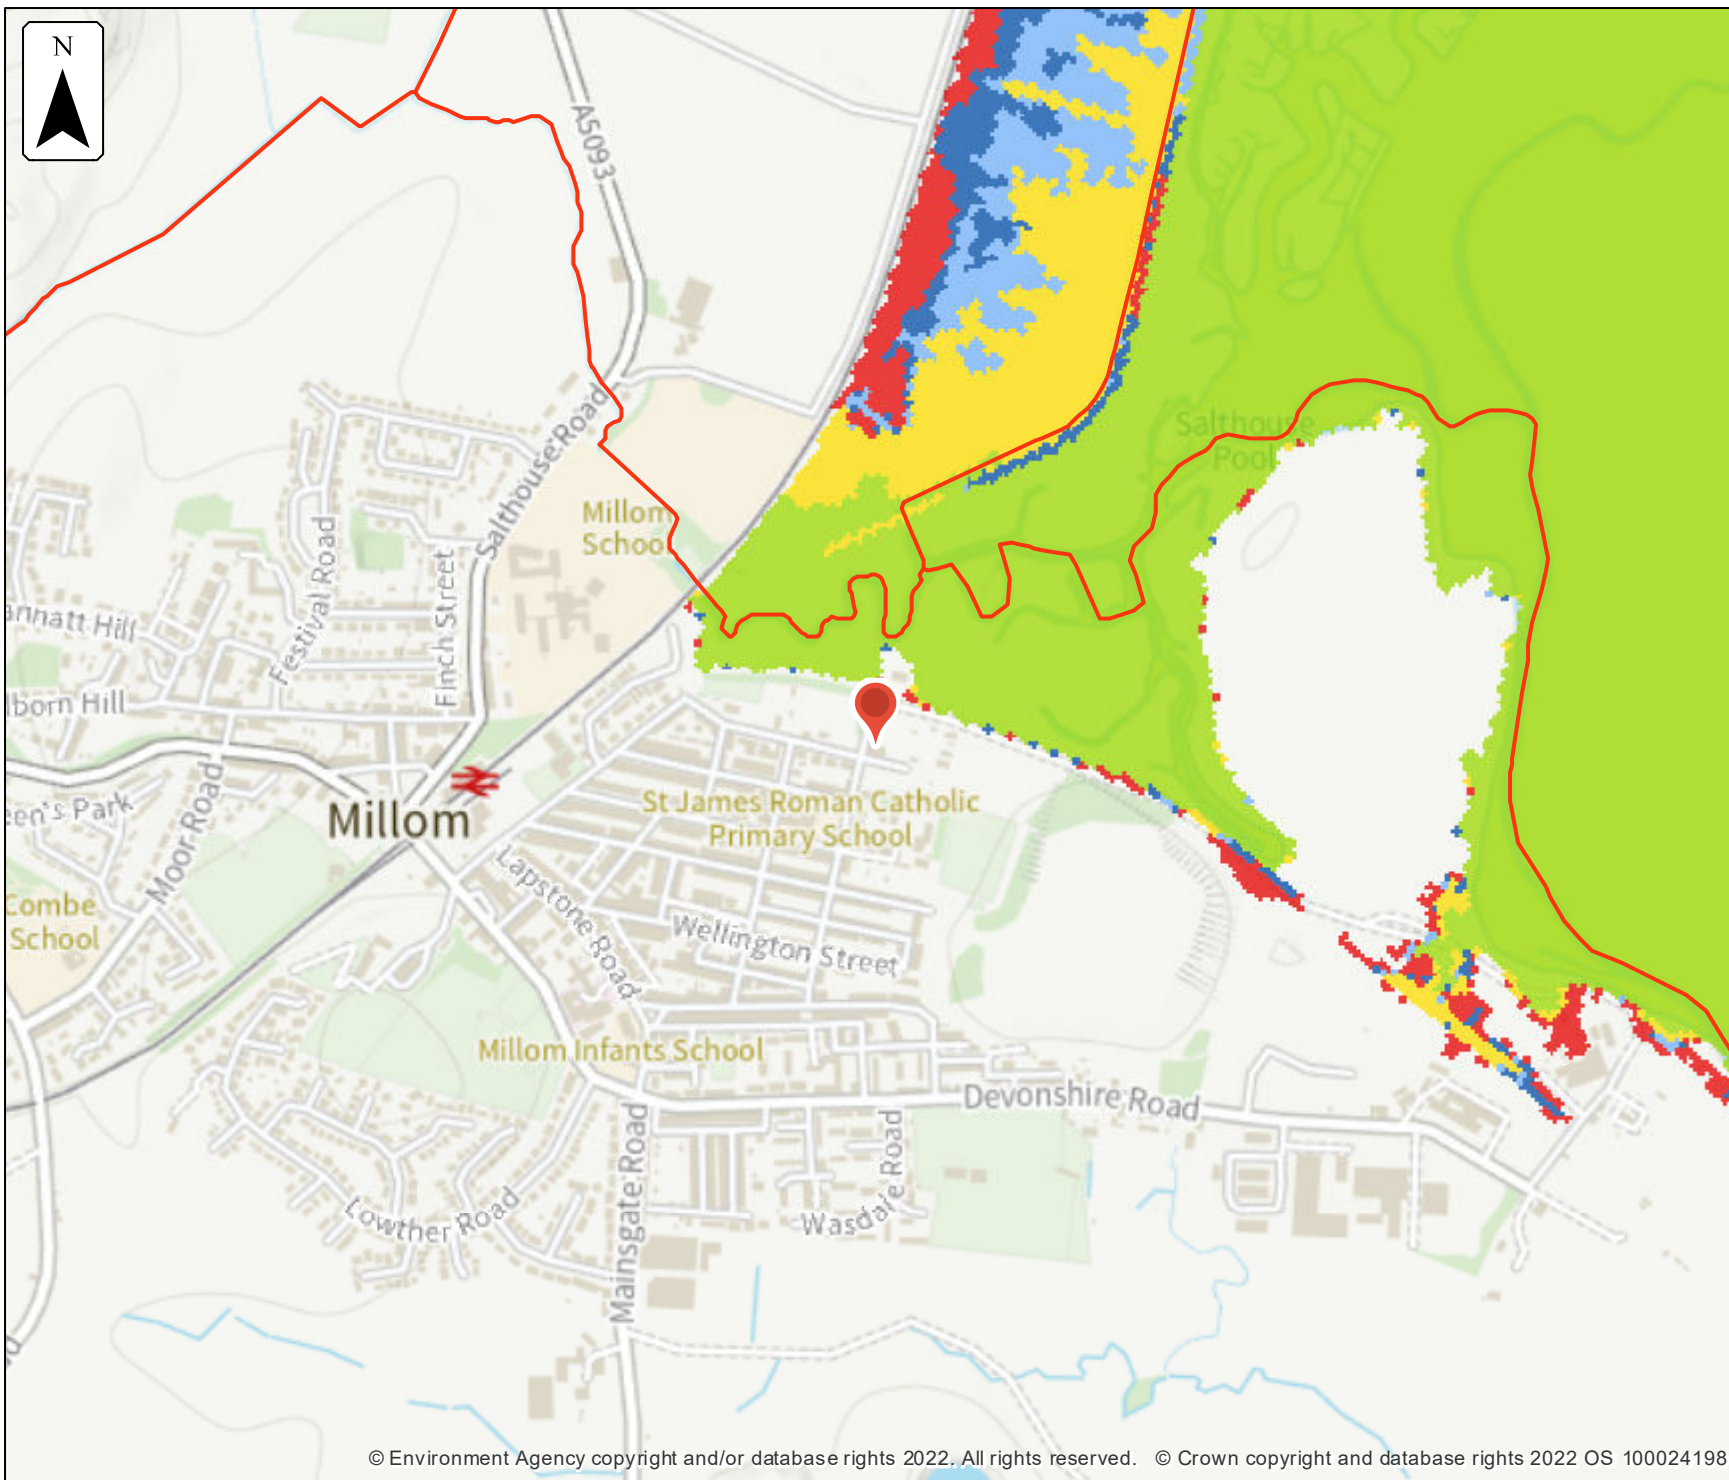 N
A5093
Salthouse Road
Salthouse
Pool
Millom
School
Festival Road
Finch Street
annatt Hill
lborn Hill
een's Park
Moor Road
Millom
St James Roman Catholic
Primary School
Combe
School
Lapstone Road
Wellington Street
Millom Infants School
Devonshire Road
Mainsgate Road
Wasdale Road
Lowther Road
© Environment Agency copyright and/or database rights 2022. All rights reserved. © Crown copyright and database rights 2022 OS 100024198